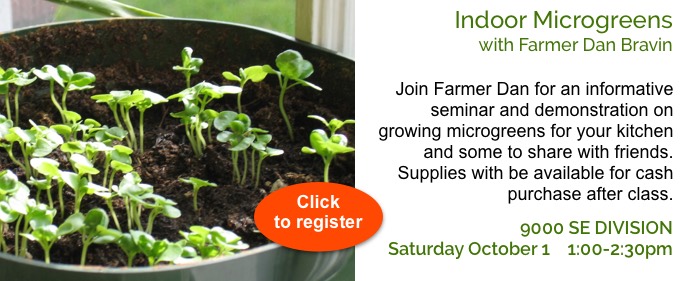 Indoor Microgreens
with Farmer Dan Bravin
Join Farmer Dan for an informative
seminar and demonstration on
growing microgreens for your kitchen
and some to share with friends.
Supplies with be available for cash
purchase after class.
Click
to register
9000 SE DIVISION
Saturday October 1 1:00-2:30pm